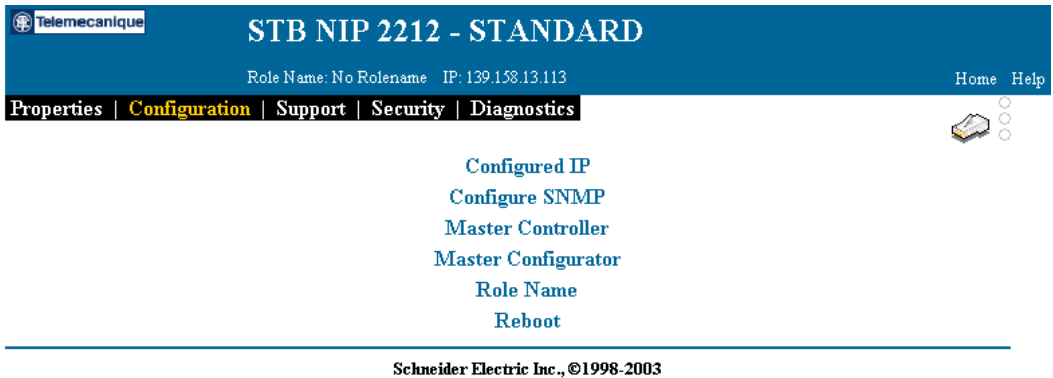 Telemecanique
STB NIP 2212 - STANDARD
Role Name: No Rolename IP: 139.158.13.113
Home Help
Properties | Configuration | Support | Security | Diagnostics
Configured IP
Configure SNMP
Master Controller
Master Configurator
Role Name
Reboot
Schneider Electric Inc., ©1998-2003